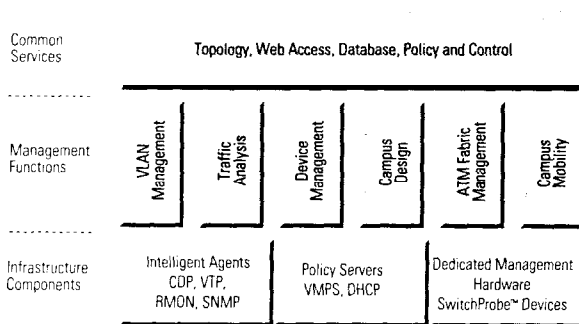 Common
Services
Topology, Web Access, Database, Policy and Control
Management
Functions
VLAN
Management
Traffic
Analysis
Device
Management
Campus
Design
ATM Fabric
Management
Campus
Mobility
Infrastructure
Components
Intelligent Agents
CDP, VTP,
RMON, SNMP
Policy Servers
VMPS, DHCP
Dedicated Management
Hardware
SwitchProbe™ Devices